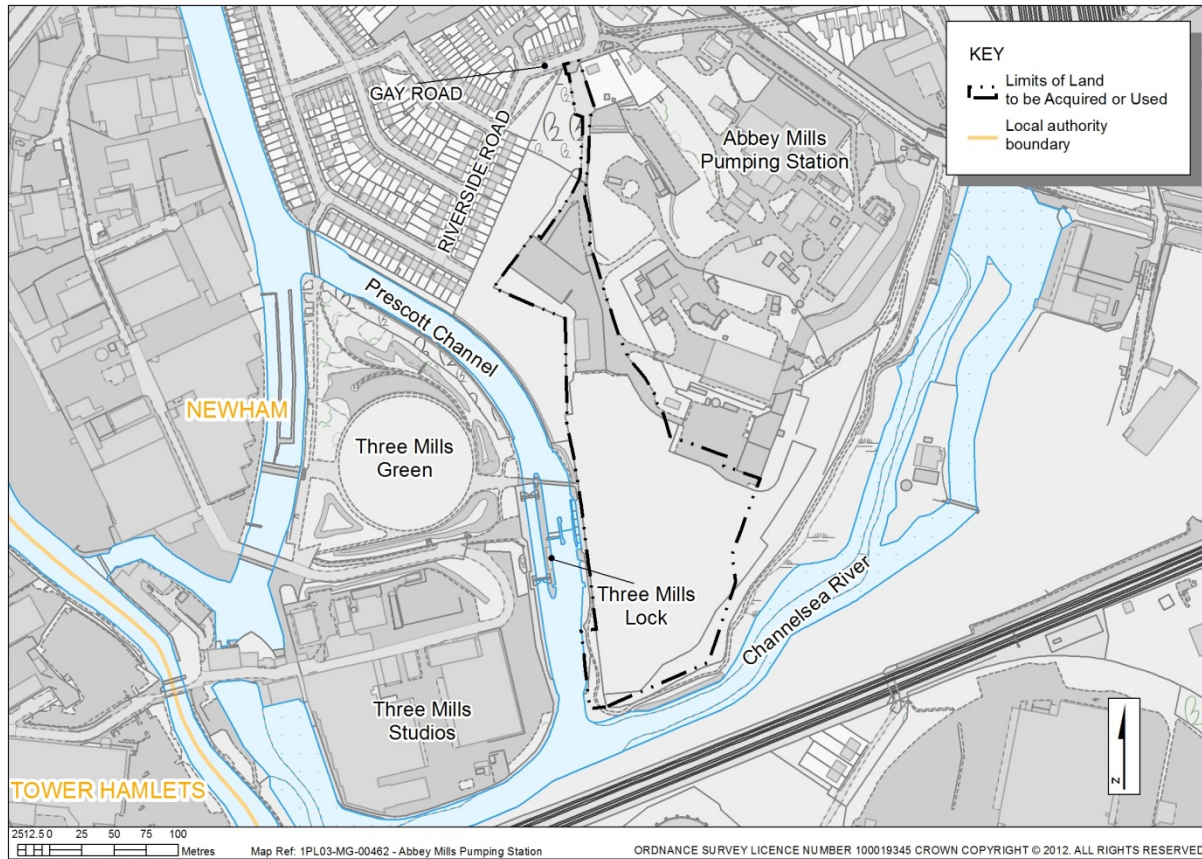 KEY
Limits of Land
to be Acquired or Used
Local authority
boundary
GAY ROAD
RIVERSIDE ROAD
Abbey Mills
Pumping Station
Prescott Channel
NEWHAM
Three Mills
Green
Three Mills
Lock
Channelsea River
Three Mills
Studios
TOWER HAMLETS
N
2512.5 0 25 50 75 100
Metres
Map Ref: 1PL03-MG-00462 - Abbey Mills Pumping Station
ORDNANCE SURVEY LICENCE NUMBER 100019345 CROWN COPYRIGHT © 2012. ALL RIGHTS RESERVED